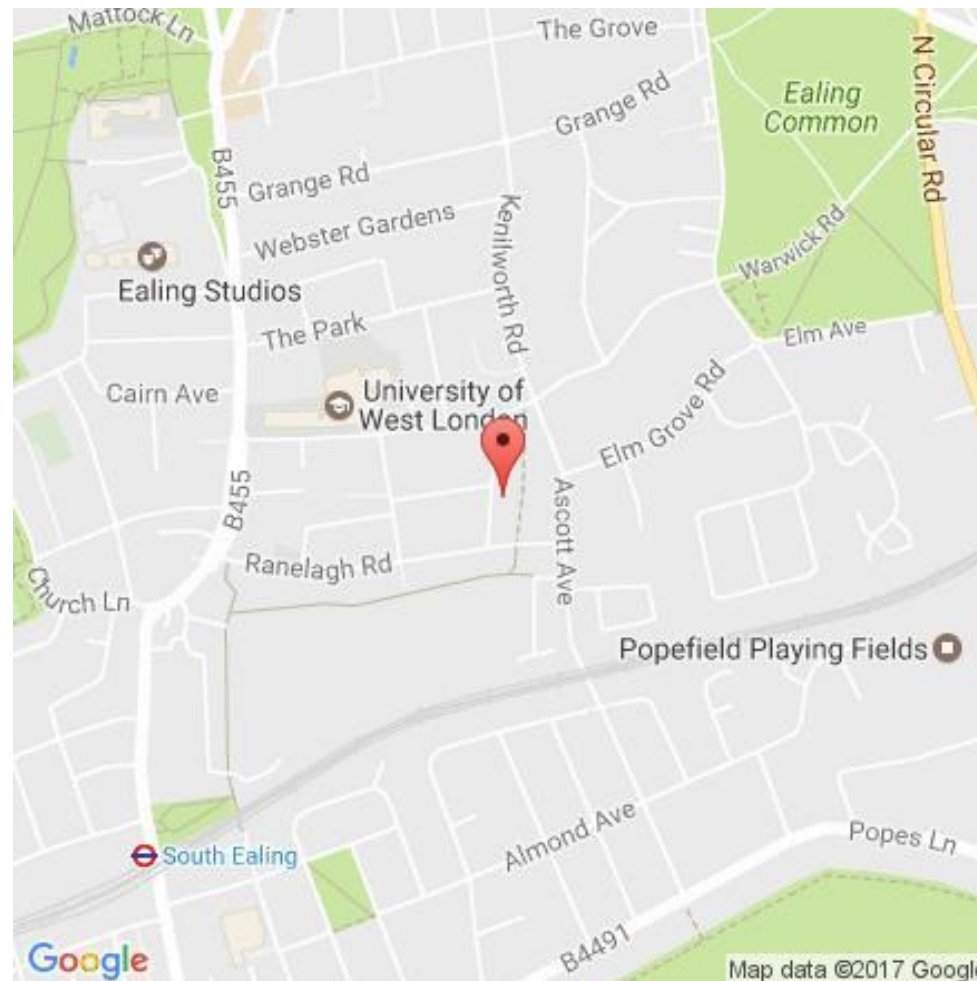 Mattock Ln
The Grove
N Circular Rd
Ealing
Common
Grange Rd
B455
Grange Rd
Kenilworth Rd
Webster Gardens
Warwick Rd
Ealing Studios
The Park
Elm Ave
Cairn Ave
University of
West London
Elm Grove Rd
B455
Ascott Ave
Ranelagh Rd
Church Ln
Popefield Playing Fields
Almond Ave
Popes Ln
South Ealing
B4491
Google
Map data ©2017 Google